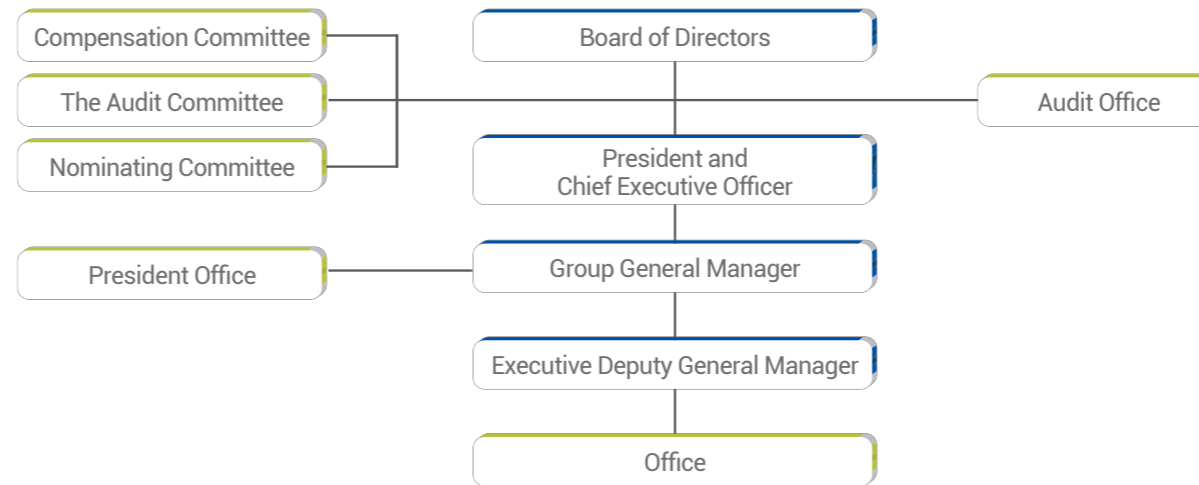 Compensation Committee
Board of Directors
The Audit Committee
Audit Office
Nominating Committee
President and
Chief Executive Officer
President Office
Group General Manager
Executive Deputy General Manager
Office